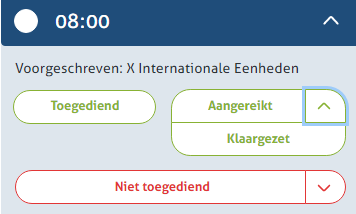 08:00
Voorgeschreven: X Internationale Eenheden
Toegediend
Aangereikt
Klaargezet
Niet toegediend